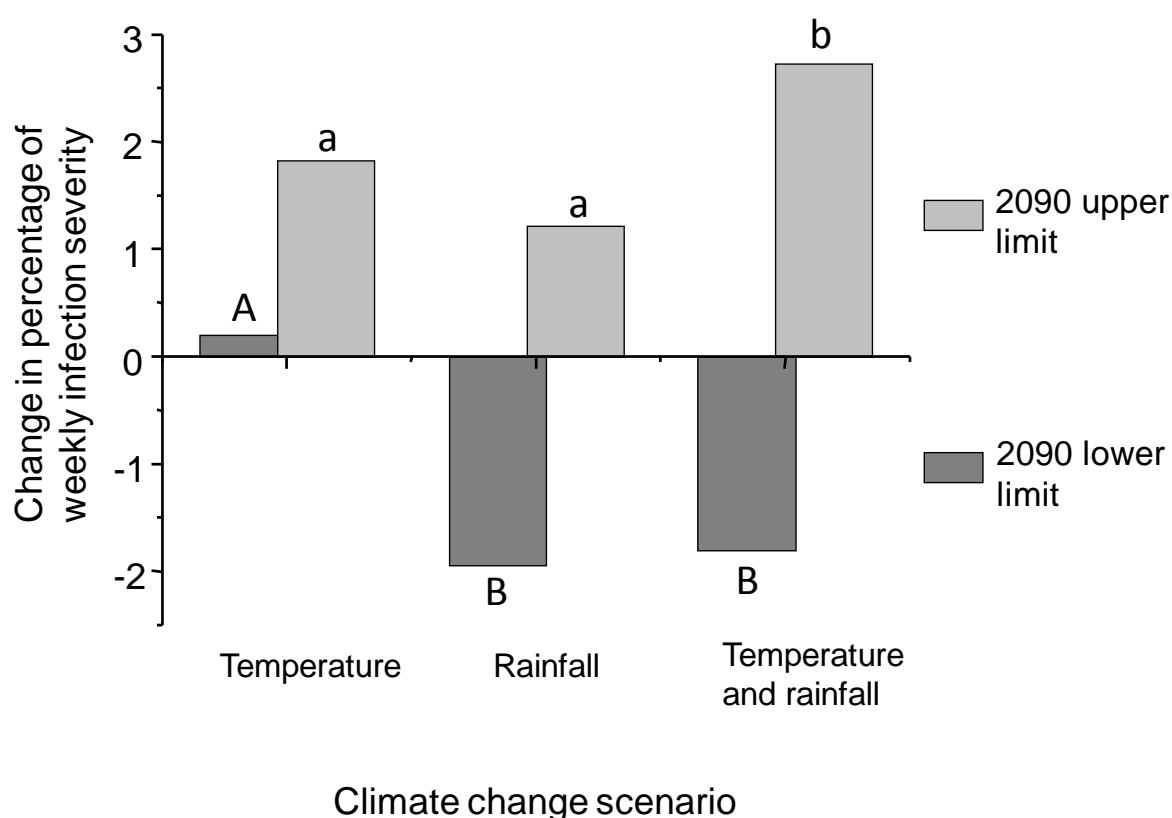 Change in percentage of
weekly infection severity
3
2
1
0
-1
-2
A
a
B
a
B
b
Temperature
Rainfall
Temperature
and rainfall
Climate change scenario
2090 upper
limit
2090 lower
limit